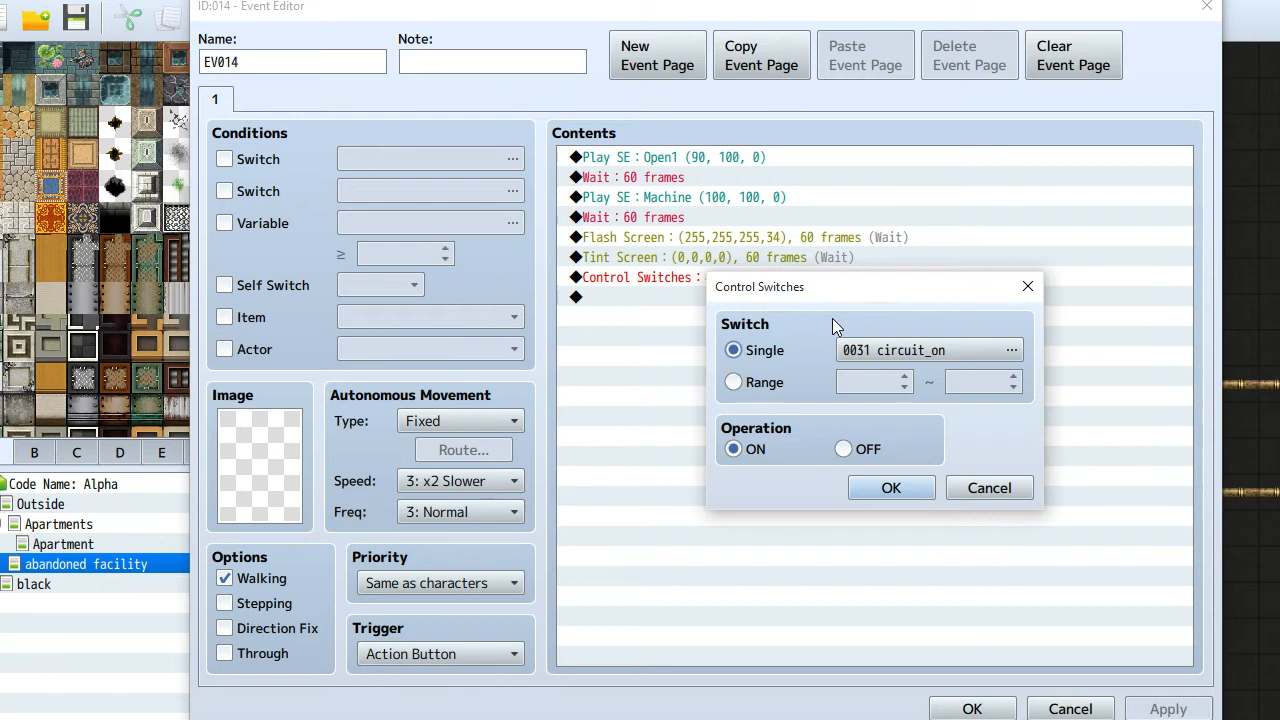 ID:014 - Event Editor
Name:
Note:
EV014
New
Event Page
Copy
Event Page
Paste
Event Page
Delete
Event Page
Clear
Event Page
1
Conditions
Switch
...
Switch
...
Variable
...
≥
Self Switch
Item
Actor
Image
Autonomous Movement
Type:
Fixed
Route...
Speed:
3: x2 Slower
Freq:
3: Normal
Options
Walking
Stepping
Direction Fix
Through
Priority
Same as characters
Trigger
Action Button
Contents
◆Play SE：Open1 (90, 100, 0)
◆Wait：60 frames
◆Play SE：Machine (100, 100, 0)
◆Wait：60 frames
◆Flash Screen：(255,255,255,34), 60 frames (Wait)
◆Tint Screen：(0,0,0,0), 60 frames (Wait)
◆Control Switches：
◆
Control Switches
Switch
Single
0031 circuit_on
...
Range
~
Operation
ON
OFF
OK
Cancel
OK
Cancel
Apply
B
C
D
E
Code Name: Alpha
Outside
Apartments
Apartment
abandoned facility
black